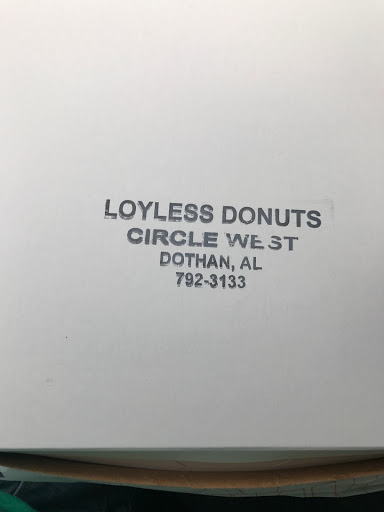 LOYLESS DONUTS
CIRCLE WEST
DOTHAN, AL
792-3133